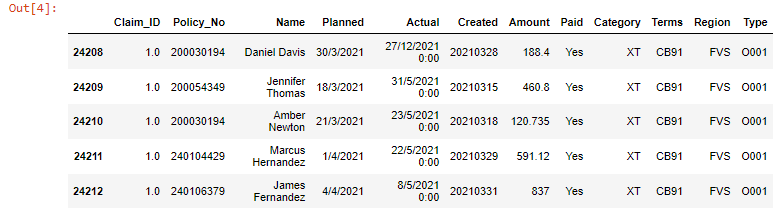 Out[4]:
Claim_ID Policy_No Name Planned Actual Created Amount Paid Category Terms Region Type
24208 1.0 200030194 Daniel Davis 30/3/2021 27/12/2021 0:00 20210328 188.4 Yes XT CB91 FVS O001
24209 1.0 200054349 Jennifer Thomas 18/3/2021 31/5/2021 0:00 20210315 460.8 Yes XT CB91 FVS O001
24210 1.0 200030194 Amber Newton 21/3/2021 23/5/2021 0:00 20210318 120.735 Yes XT CB91 FVS O001
24211 1.0 240104429 Marcus Hernandez 1/4/2021 22/5/2021 0:00 20210329 591.12 Yes XT CB91 FVS O001
24212 1.0 240106379 James Fernandez 4/4/2021 8/5/2021 0:00 20210331 837 Yes XT CB91 FVS O001